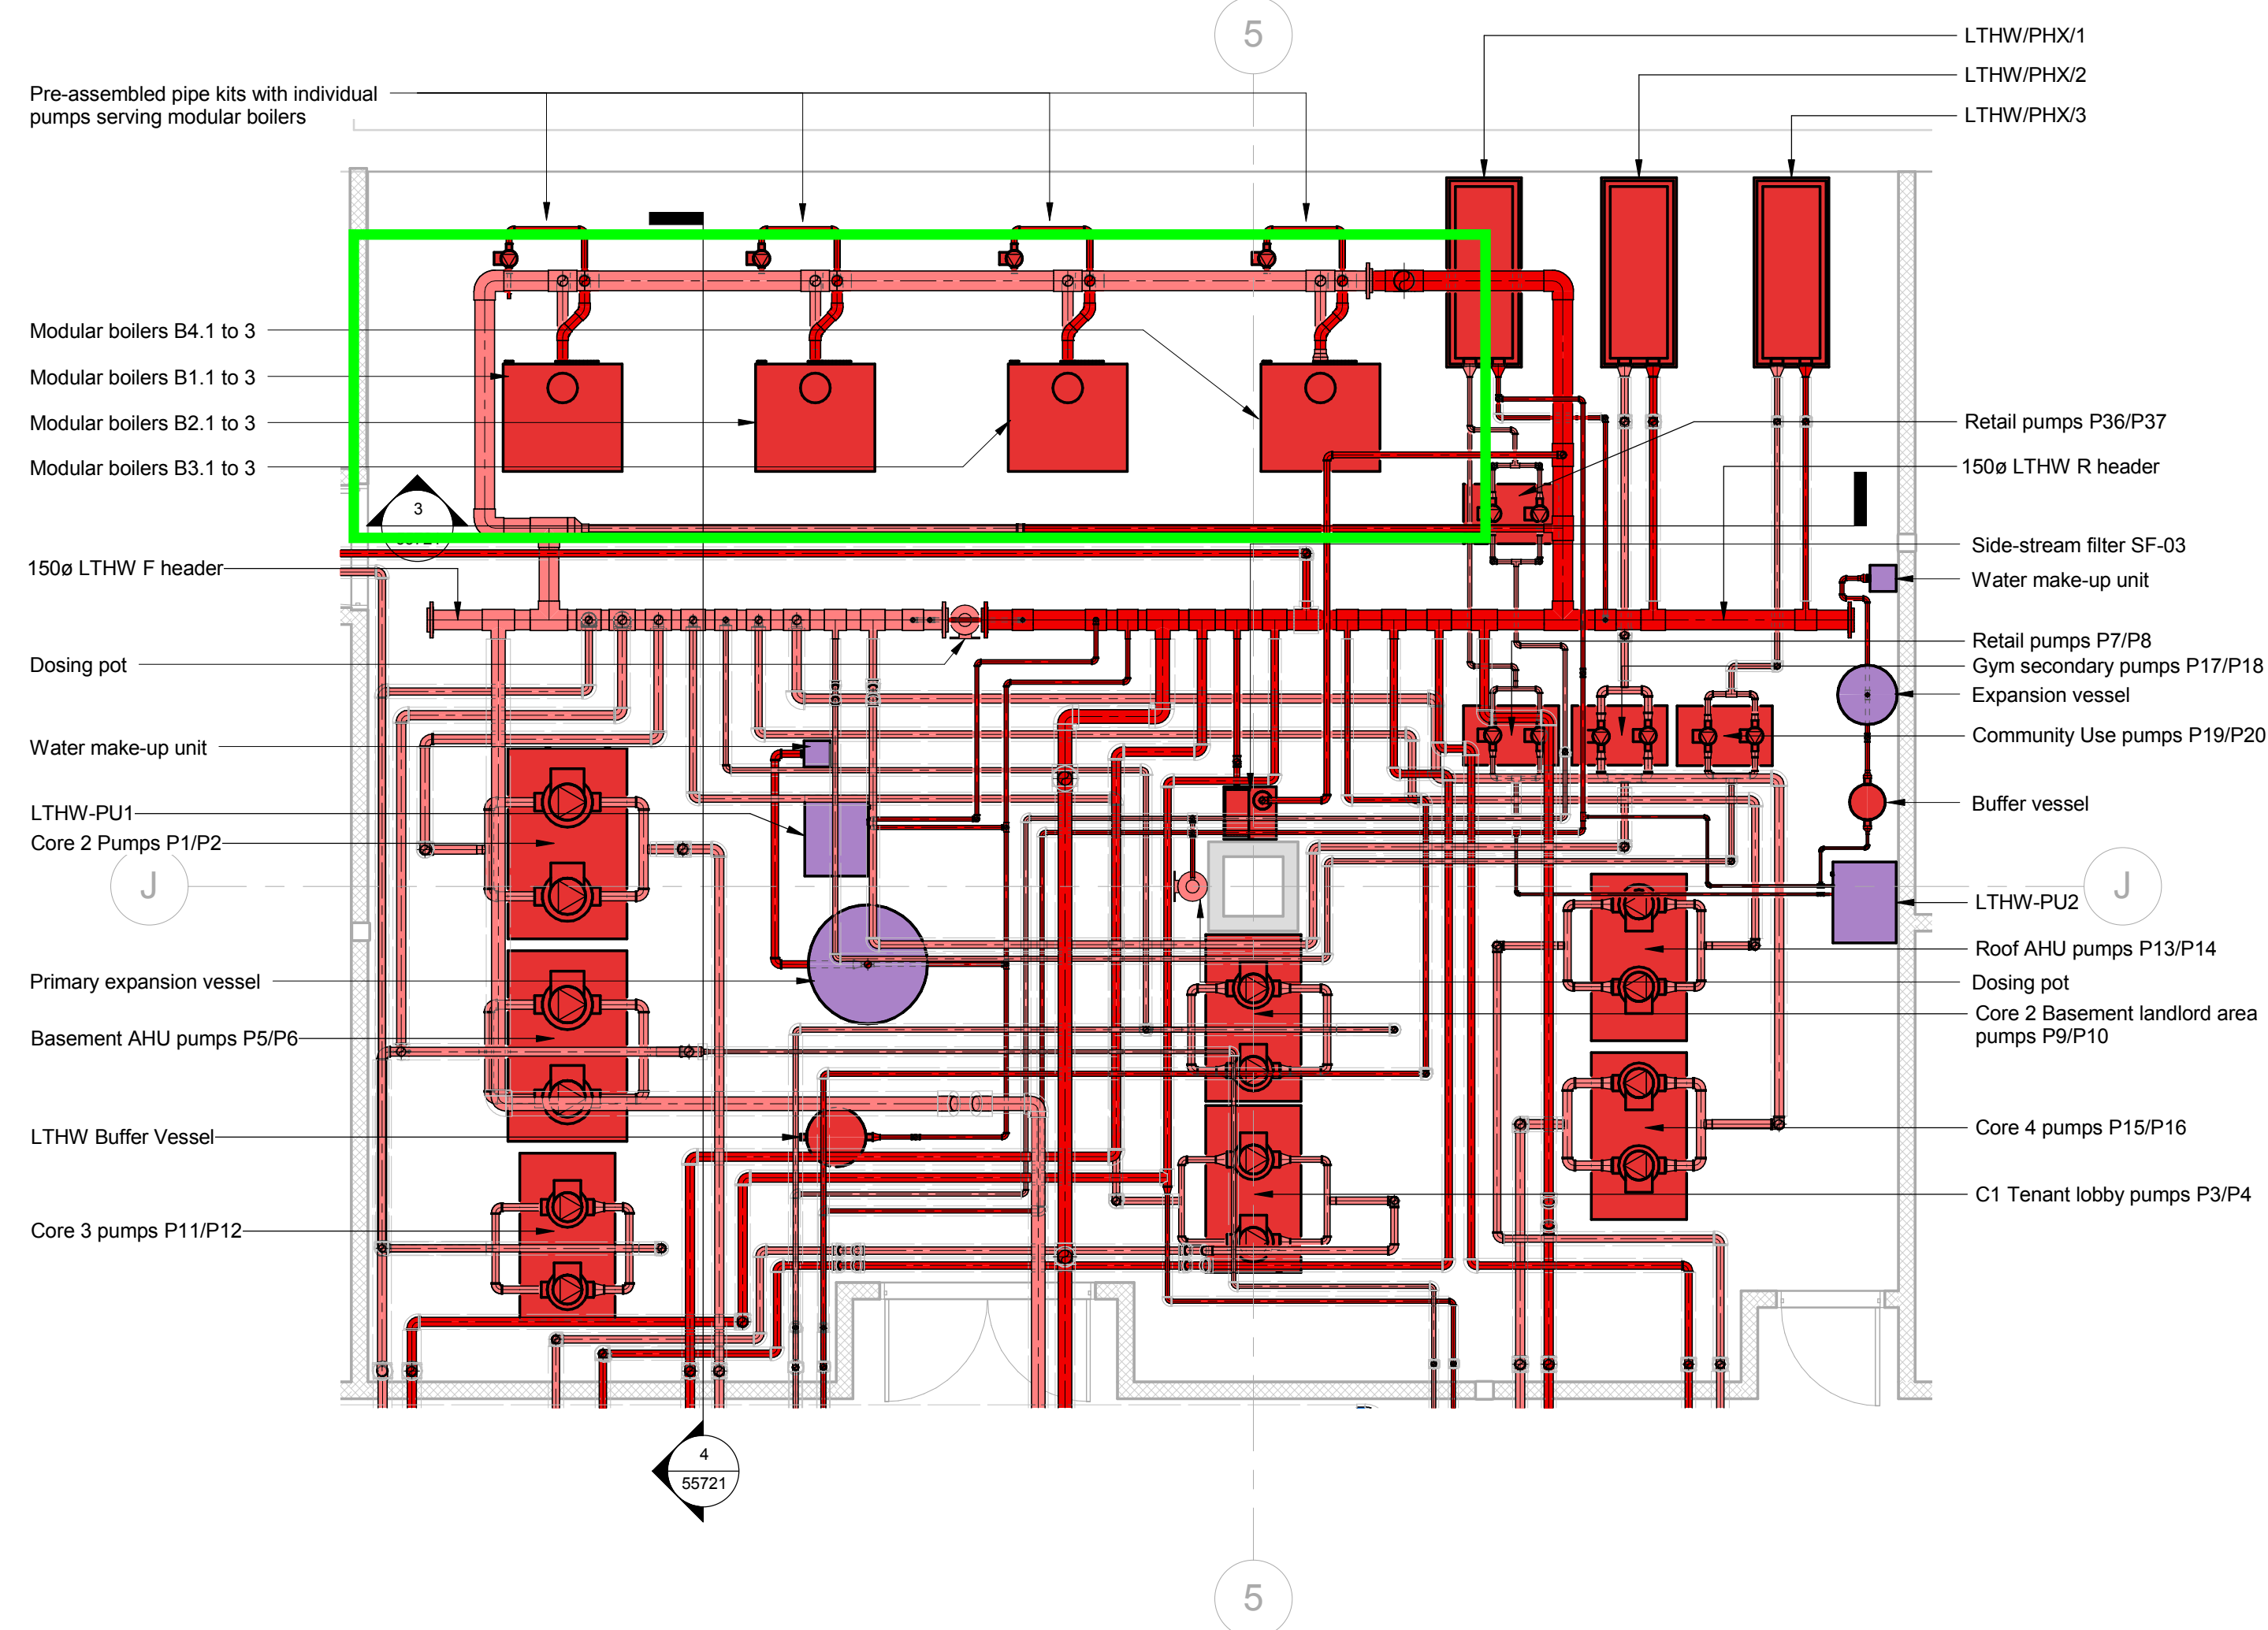 5
LTHW/PHX/1
LTHW/PHX/2
LTHW/PHX/3
Pre-assembled pipe kits with individual
pumps serving modular boilers
Modular boilers B4.1 to 3
Modular boilers B1.1 to 3
Modular boilers B2.1 to 3
Modular boilers B3.1 to 3
3
150ø LTHW F header
Dosing pot
Water make-up unit
LTHW-PU1
Core 2 Pumps P1/P2
J
Primary expansion vessel
Basement AHU pumps P5/P6
LTHW Buffer Vessel
Core 3 pumps P11/P12
Retail pumps P36/P37
150ø LTHW R header
Side-stream filter SF-03
Water make-up unit
Retail pumps P7/P8
Gym secondary pumps P17/P18
Expansion vessel
Community Use pumps P19/P20
Buffer vessel
J
LTHW-PU2
Roof AHU pumps P13/P14
Dosing pot
Core 2 Basement landlord area
pumps P9/P10
Core 4 pumps P15/P16
C1 Tenant lobby pumps P3/P4
4
55721
5